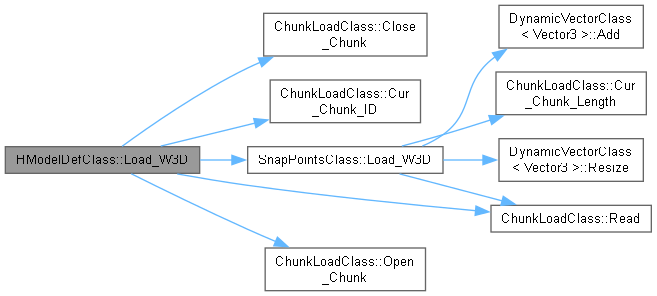 HModelDefClass::Load_W3D
ChunkLoadClass::Close
_Chunk
ChunkLoadClass::Cur
_Chunk_ID
SnapPointsClass::Load_W3D
ChunkLoadClass::Open
_Chunk
DynamicVectorClass
< Vector3 >::Add
ChunkLoadClass::Cur
_Chunk_Length
DynamicVectorClass
< Vector3 >::Resize
ChunkLoadClass::Read